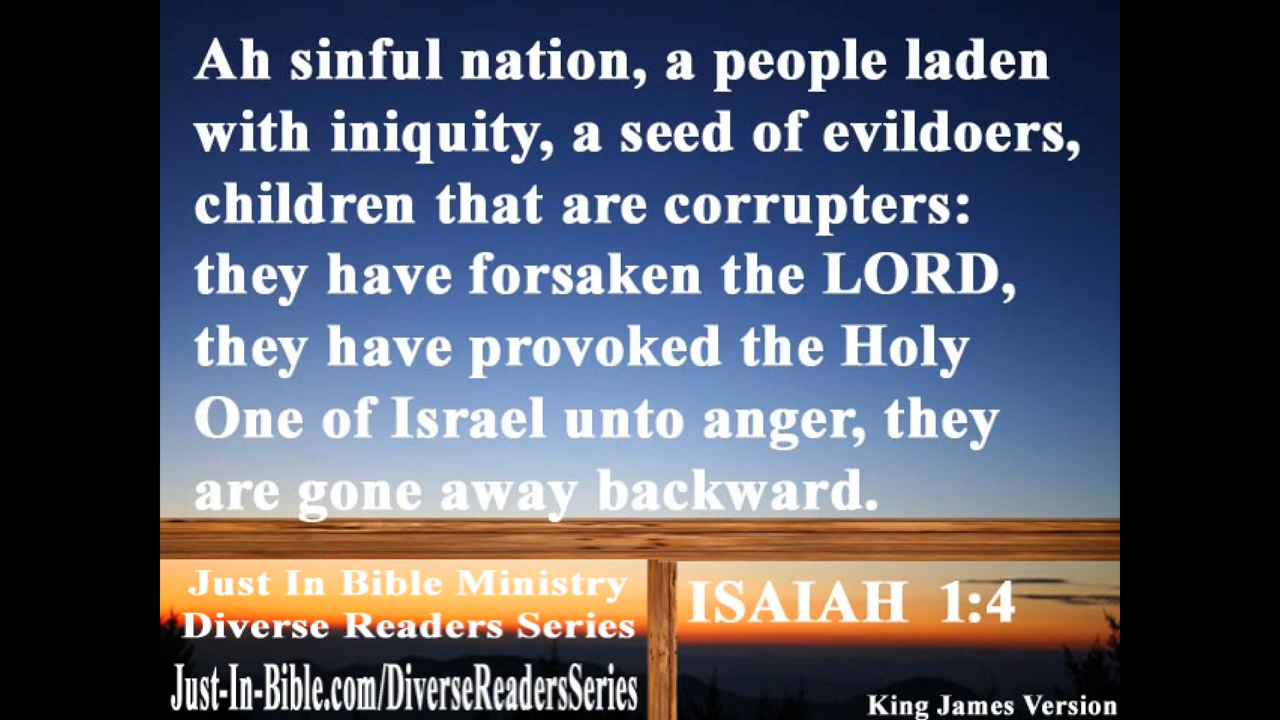 Ah sinful nation, a people laden
with iniquity, a seed of evildoers,
children that are corrupters:
they have forsaken the LORD,
they have provoked the Holy
One of Israel unto anger, they
are gone away backward.
Just In Bible Ministry
Diverse Readers Series
Just-In-Bible.com/DiverseReadersSeries
ISAIAH 1:4
King James Version